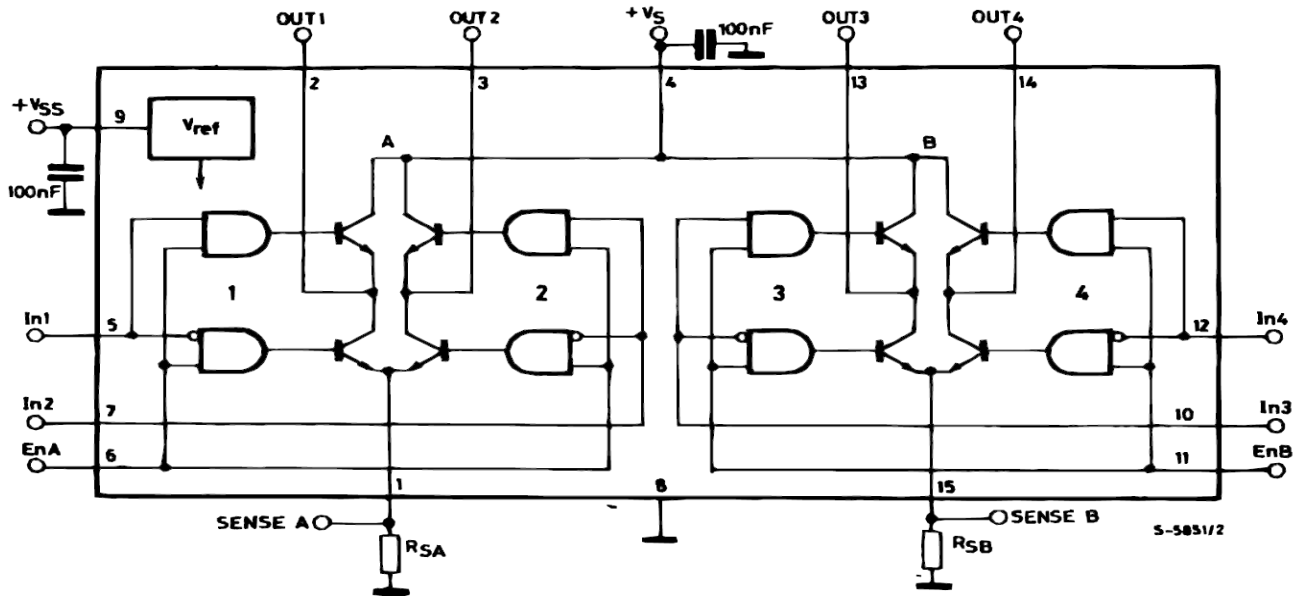 OUT1 OUT2 +VS 100nF OUT3 OUT4
2 3 4 13 14
+VSS 9 Vref
A B
100nF
1 2 3 4
In1 5 12 In4
In2 7 10 In3
EnA 6 11 EnB
1 8 15
SENSE A SENSE B
S-5851/2
RSA RSB